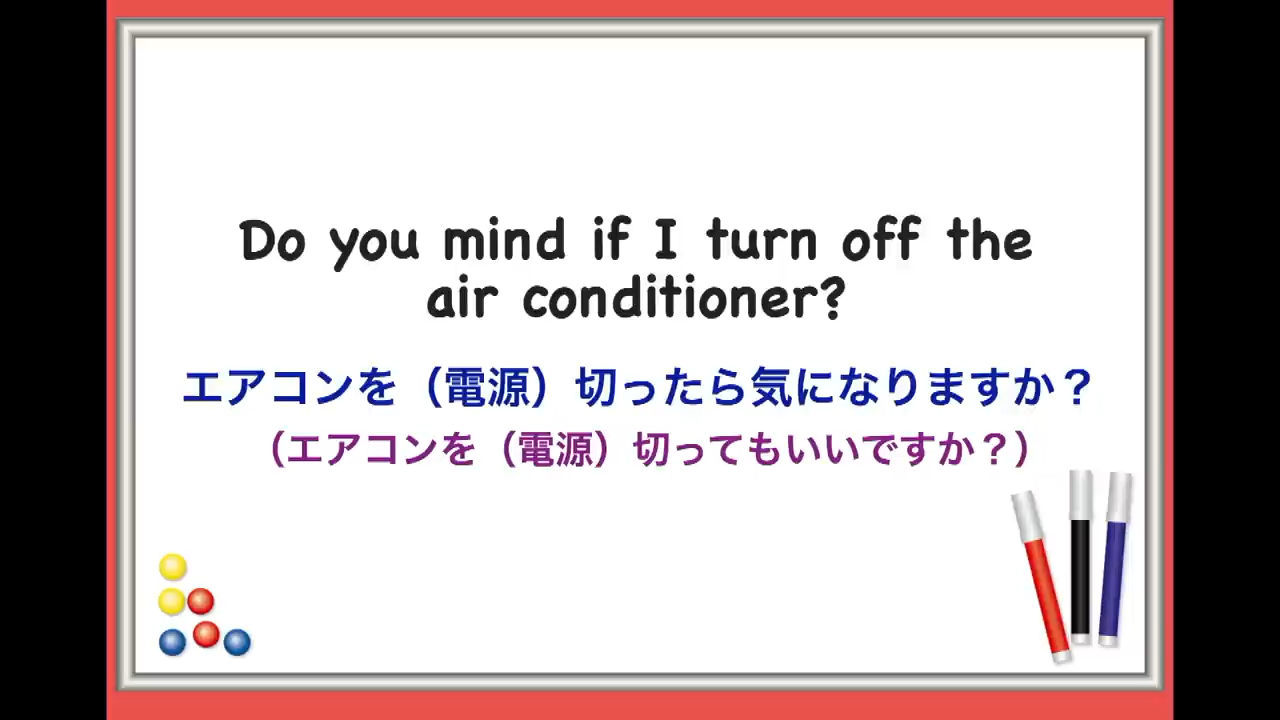 Do you mind if I turn off the
air conditioner?
エアコンを（電源）切ったら気になりますか？
（エアコンを（電源）切ってもいいですか？）